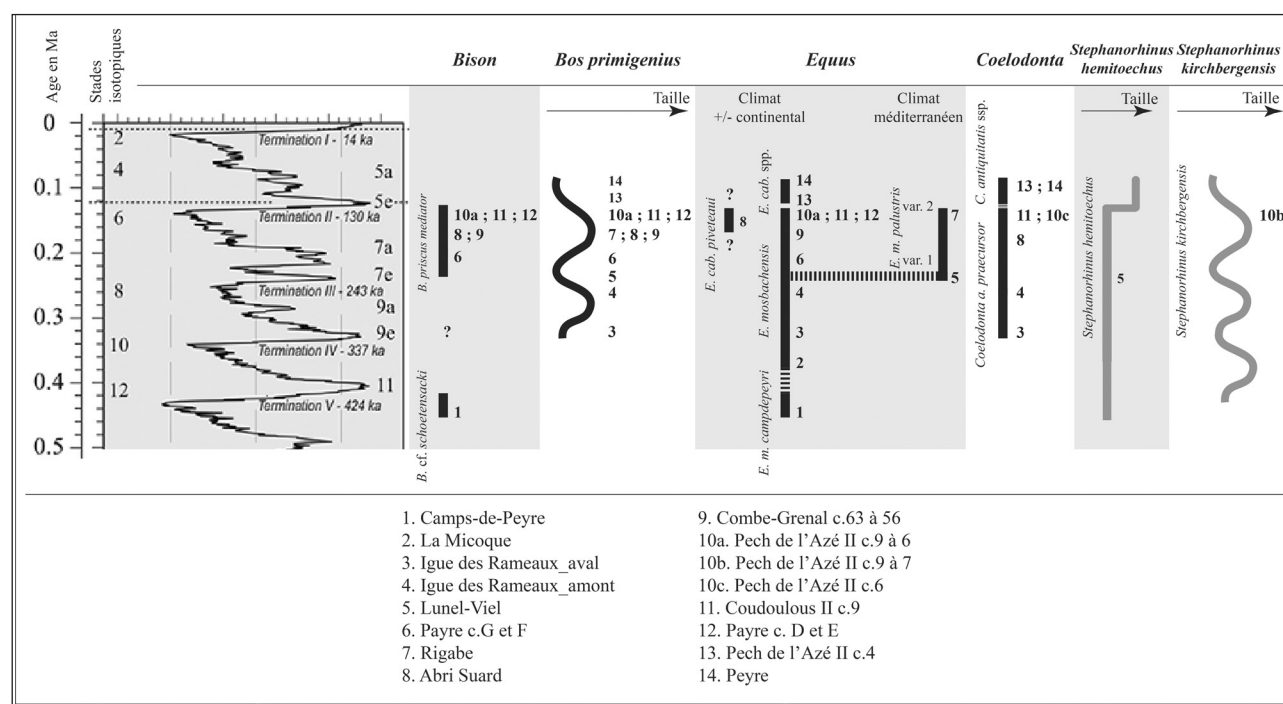 Age en Ma
Stades
isotopiques
Bison
Bos primigenius
Equus
Coelodonta
Stephanorhinus
hemitoechus
Stephanorhinus
kirchbergensis
Taille
Climat
+/- continental
Climat
méditerranéen
Taille
Taille
0
0.1
0.2
0.3
0.4
0.5
2
4
6
8
10
12
5a
5e
7a
7e
9a
9e
11
Termination I - 14 ka
Termination II - 130 ka
Termination III - 243 ka
Termination IV - 337 ka
Termination V - 424 ka
B. priscus mediator
10a ; 11 ; 12
8 ; 9
6
?
B. cf. schoetensacki
1
14
13
10a ; 11 ; 12
7 ; 8 ; 9
6
5
4
3
E. cab. piveteaui
?
8
?
E. cab. spp.
E. mosbachensis
E. m. campdepeyri
14
13
10a ; 11 ; 12
9
6
4
3
2
1
E. m. palustris
var. 2
var. 1
7
5
C. antiquitatis ssp.
Coelodonta a. praecursor
13 ; 14
11 ; 10c
8
4
3
Stephanorhinus hemitoechus
5
Stephanorhinus kirchbergensis
10b
1. Camps-de-Peyre
2. La Micoque
3. Igue des Rameaux_aval
4. Igue des Rameaux_amont
5. Lunel-Viel
6. Payre c.G et F
7. Rigabe
8. Abri Suard
9. Combe-Grenal c.63 à 56
10a. Pech de l'Azé II c.9 à 6
10b. Pech de l'Azé II c.9 à 7
10c. Pech de l'Azé II c.6
11. Coudoulous II c.9
12. Payre c. D et E
13. Pech de l'Azé II c.4
14. Peyre